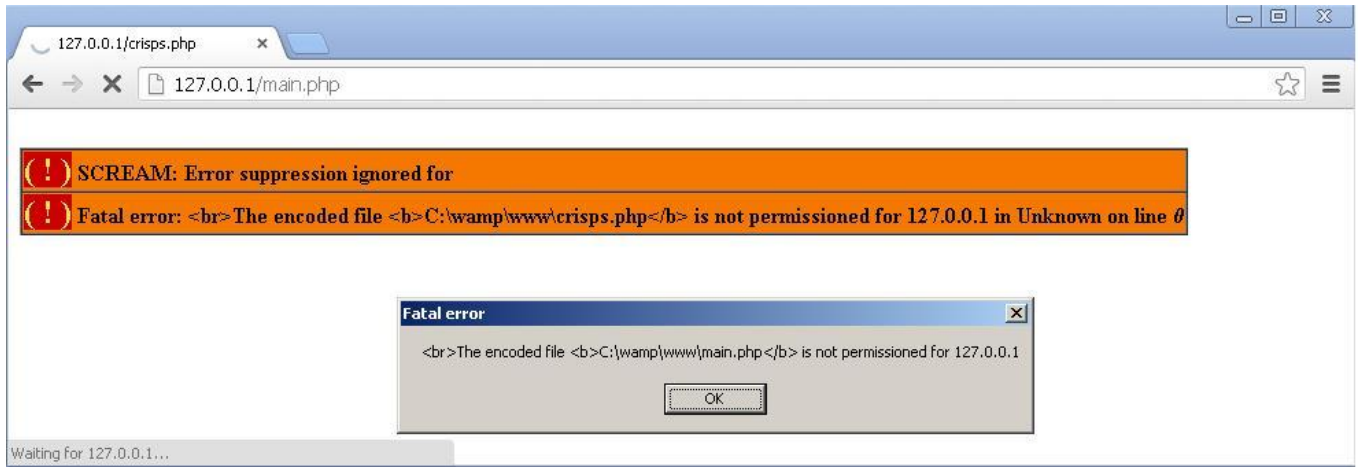 127.0.0.1/crisps.php
127.0.0.1/main.php
( ! ) SCREAM: Error suppression ignored for
( ! ) Fatal error: <br>The encoded file <b>C:\wamp\www\crisps.php</b> is not permissioned for 127.0.0.1 in Unknown on line 0
Fatal error
<br>The encoded file <b>C:\wamp\www\main.php</b> is not permissioned for 127.0.0.1
OK
Waiting for 127.0.0.1...